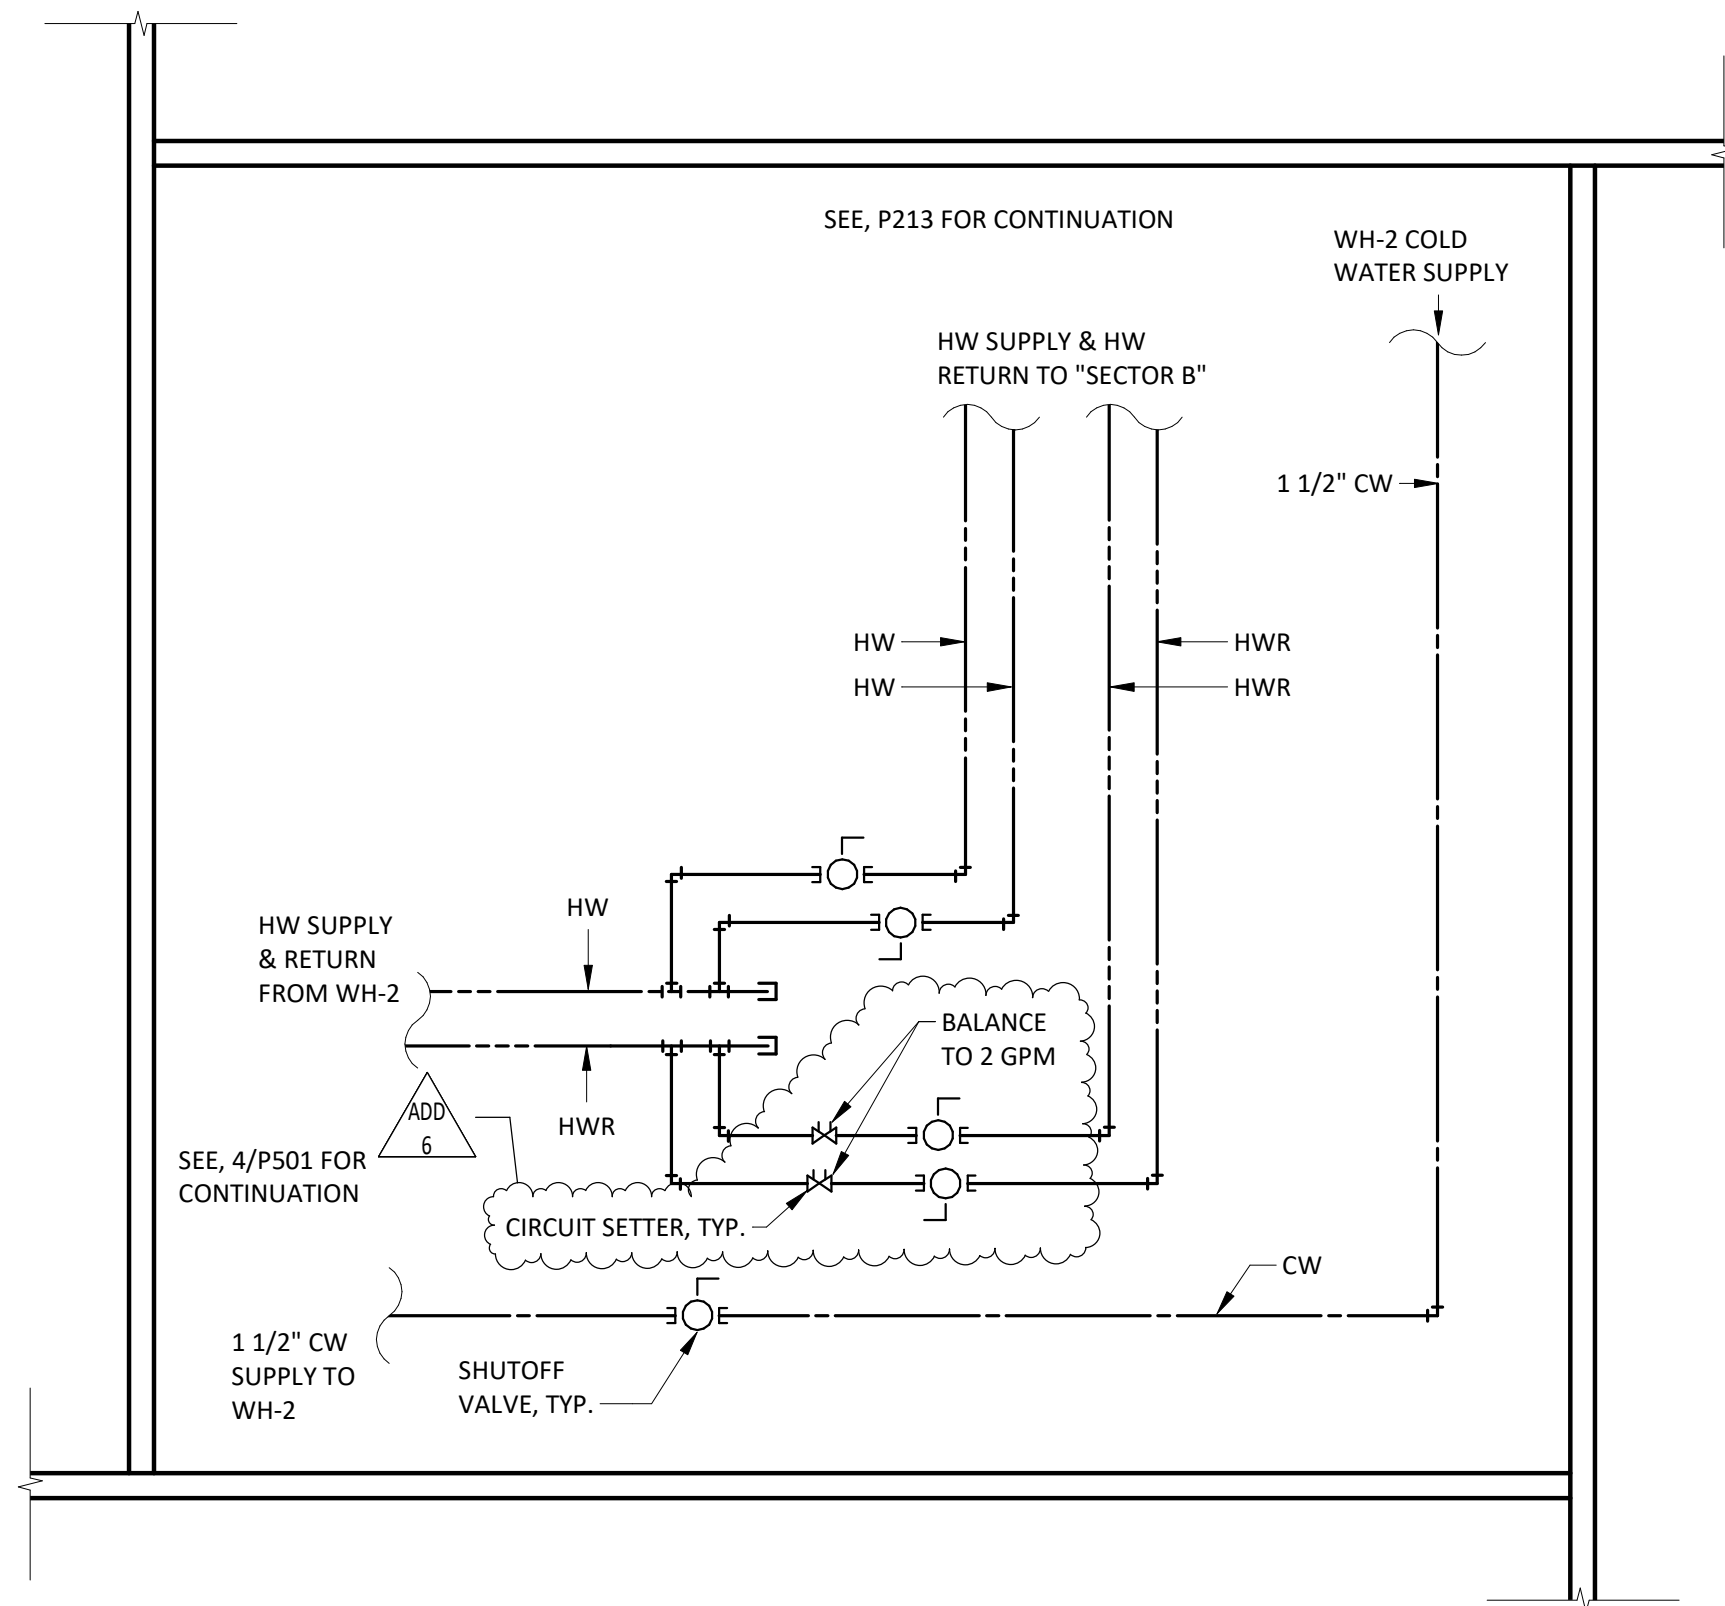 SEE, P213 FOR CONTINUATION
WH-2 COLD
WATER SUPPLY
HW SUPPLY & HW
RETURN TO "SECTOR B"
1 1/2" CW
HW
HWR
HW
HWR
HW
HW SUPPLY
& RETURN
FROM WH-2
BALANCE
TO 2 GPM
ADD
6
HWR
SEE, 4/P501 FOR
CONTINUATION
CIRCUIT SETTER, TYP.
CW
1 1/2" CW
SUPPLY TO
WH-2
SHUTOFF
VALVE, TYP.